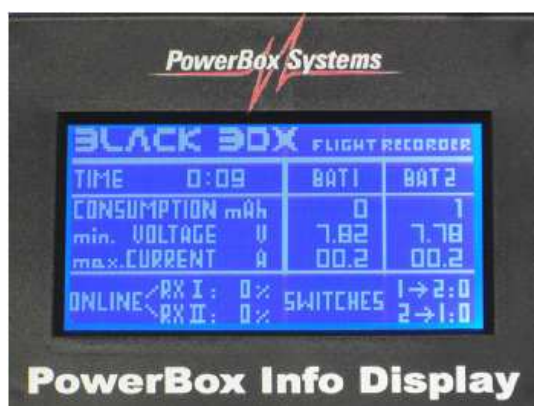 PowerBox Systems
BLACK BOX FLIGHT RECORDER
TIME 0:09 BAT1 BAT2
CONSUMPTION mAh 0 1
min. VOLTAGE V 7.82 7.78
max.CURRENT A 00.2 00.2
ONLINE RX I: 0% SWITCHES 1→2:0
RX II: 0% 2→1:0
PowerBox Info Display